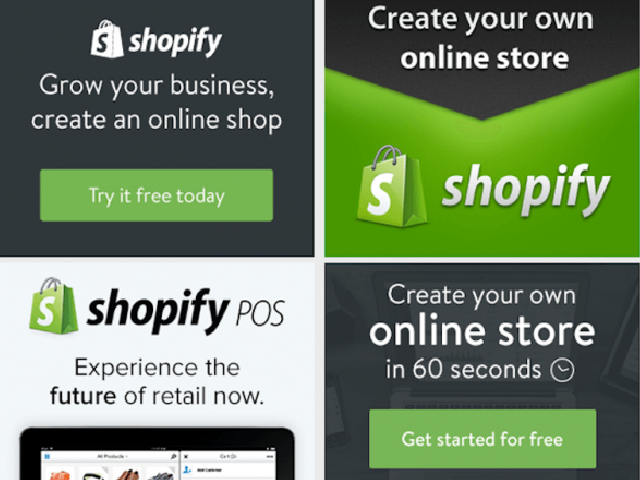 shopify
Grow your business,
create an online shop
Try it free today
Create your own
online store
shopify
shopify POS
Experience the
future of retail now.
All Products
Create your own
online store
in 60 seconds
Get started for free